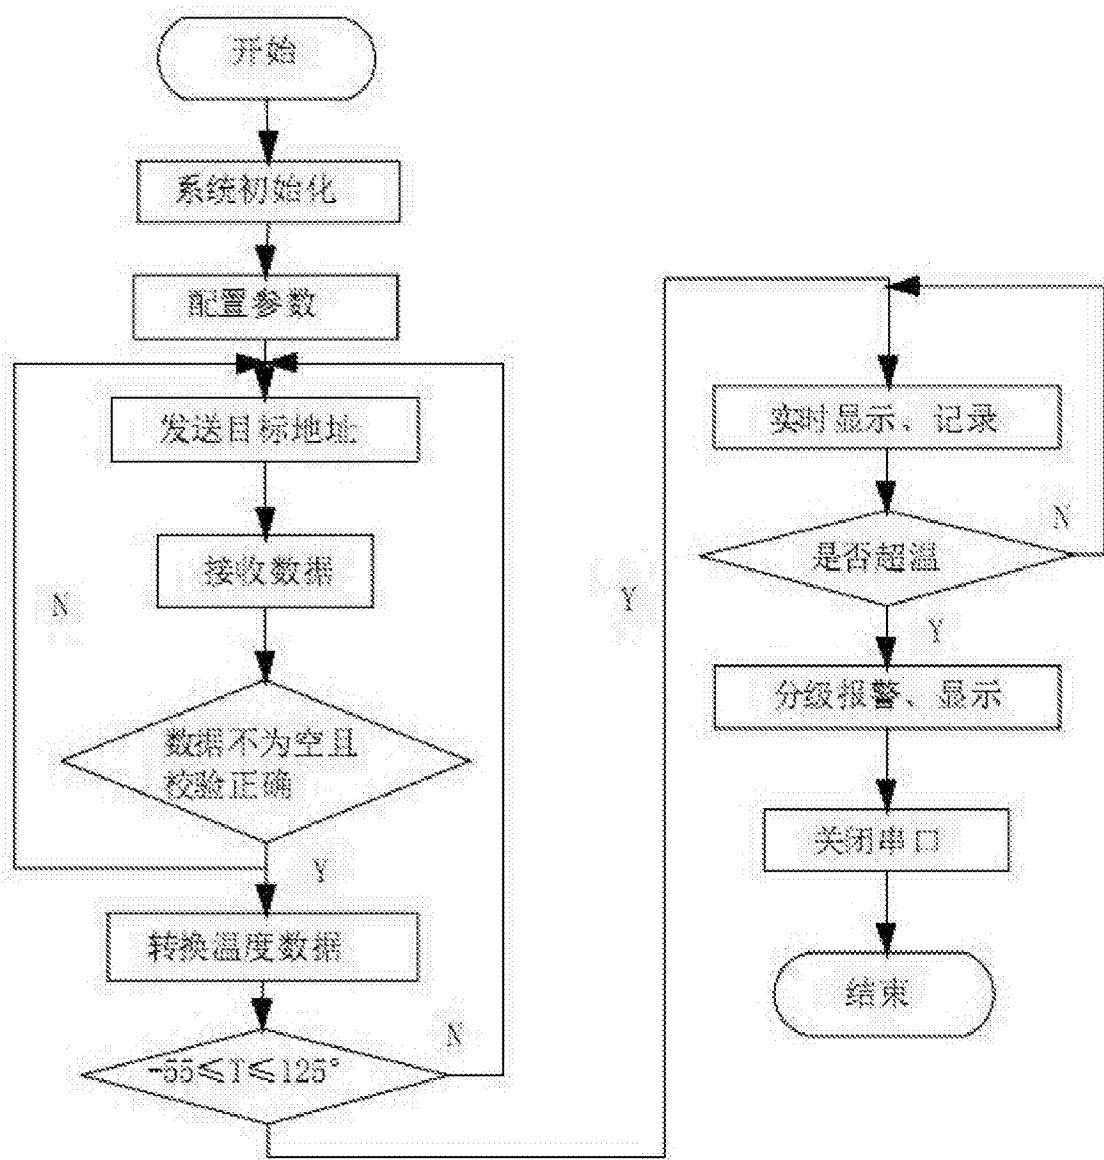 开始
系统初始化
配置参数
发送目标地址
接收数据
N
数据不为空且
校验正确
Y
转换温度数据
N
-55≤T≤125°
Y
实时显示、记录
N
是否超温
Y
分级报警、显示
关闭串口
结束